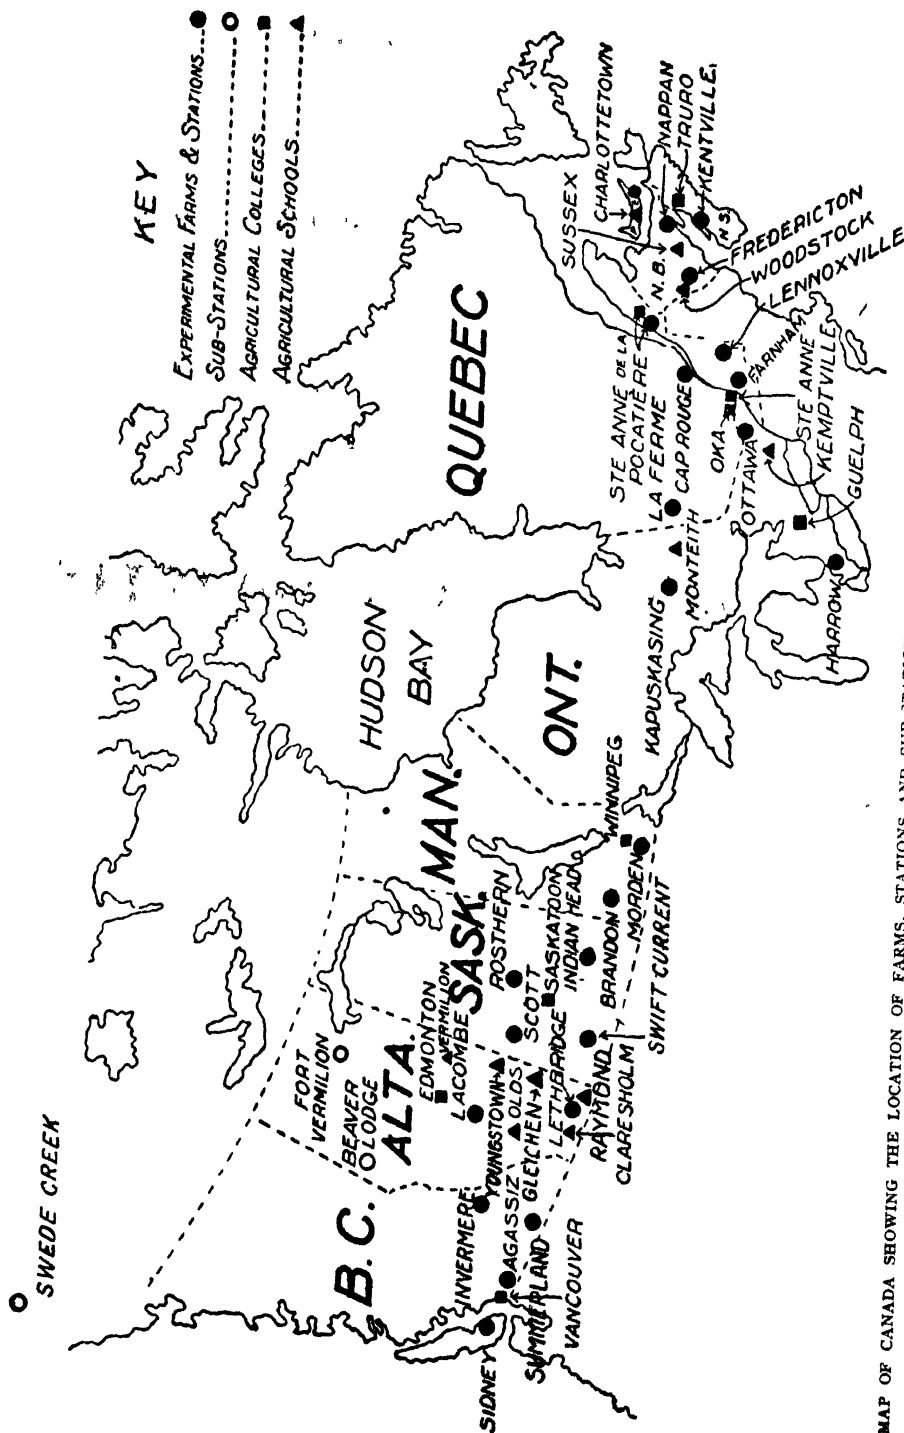 KEY
EXPERIMENTAL FARMS & STATIONS
SUB-STATIONS
AGRICULTURAL COLLEGES
AGRICULTURAL SCHOOLS
SWEDE CREEK
HUDSON
BAY
QUEBEC
B.C.
ALTA.
SASK.
MAN.
ONT.
N.B.
N.S.
FORT
VERMILION
BEAVER
LODGE
EDMONTON
VERMILION
LACOMBE
YOUNGSTOWN
OLDS
GLEICHEN
LETHBRIDGE
RAYMOND
CLARESHOLM
INVERMERE
AGASSIZ
SUMMERLAND
VANCOUVER
SIDNEY
ROSTHERN
SCOTT
SASKATOON
INDIAN HEAD
SWIFT CURRENT
BRANDON
MORDEN
WINNIPEG
KAPUSKASING
MONTEITH
HARROW
GUELPH
OTTAWA
KEMPTVILLE
STE ANNE
OKA
FARNHAM
LA FERME
CAP ROUGE
STE ANNE DE LA
POCATIÈRE
LENNOXVILLE
WOODSTOCK
FREDERICTON
SUSSEX
CHARLOTTETOWN
NAPPAN
TRURO
KENTVILLE
MAP OF CANADA SHOWING THE LOCATION OF FARMS, STATIONS AND SUB-STATIONS